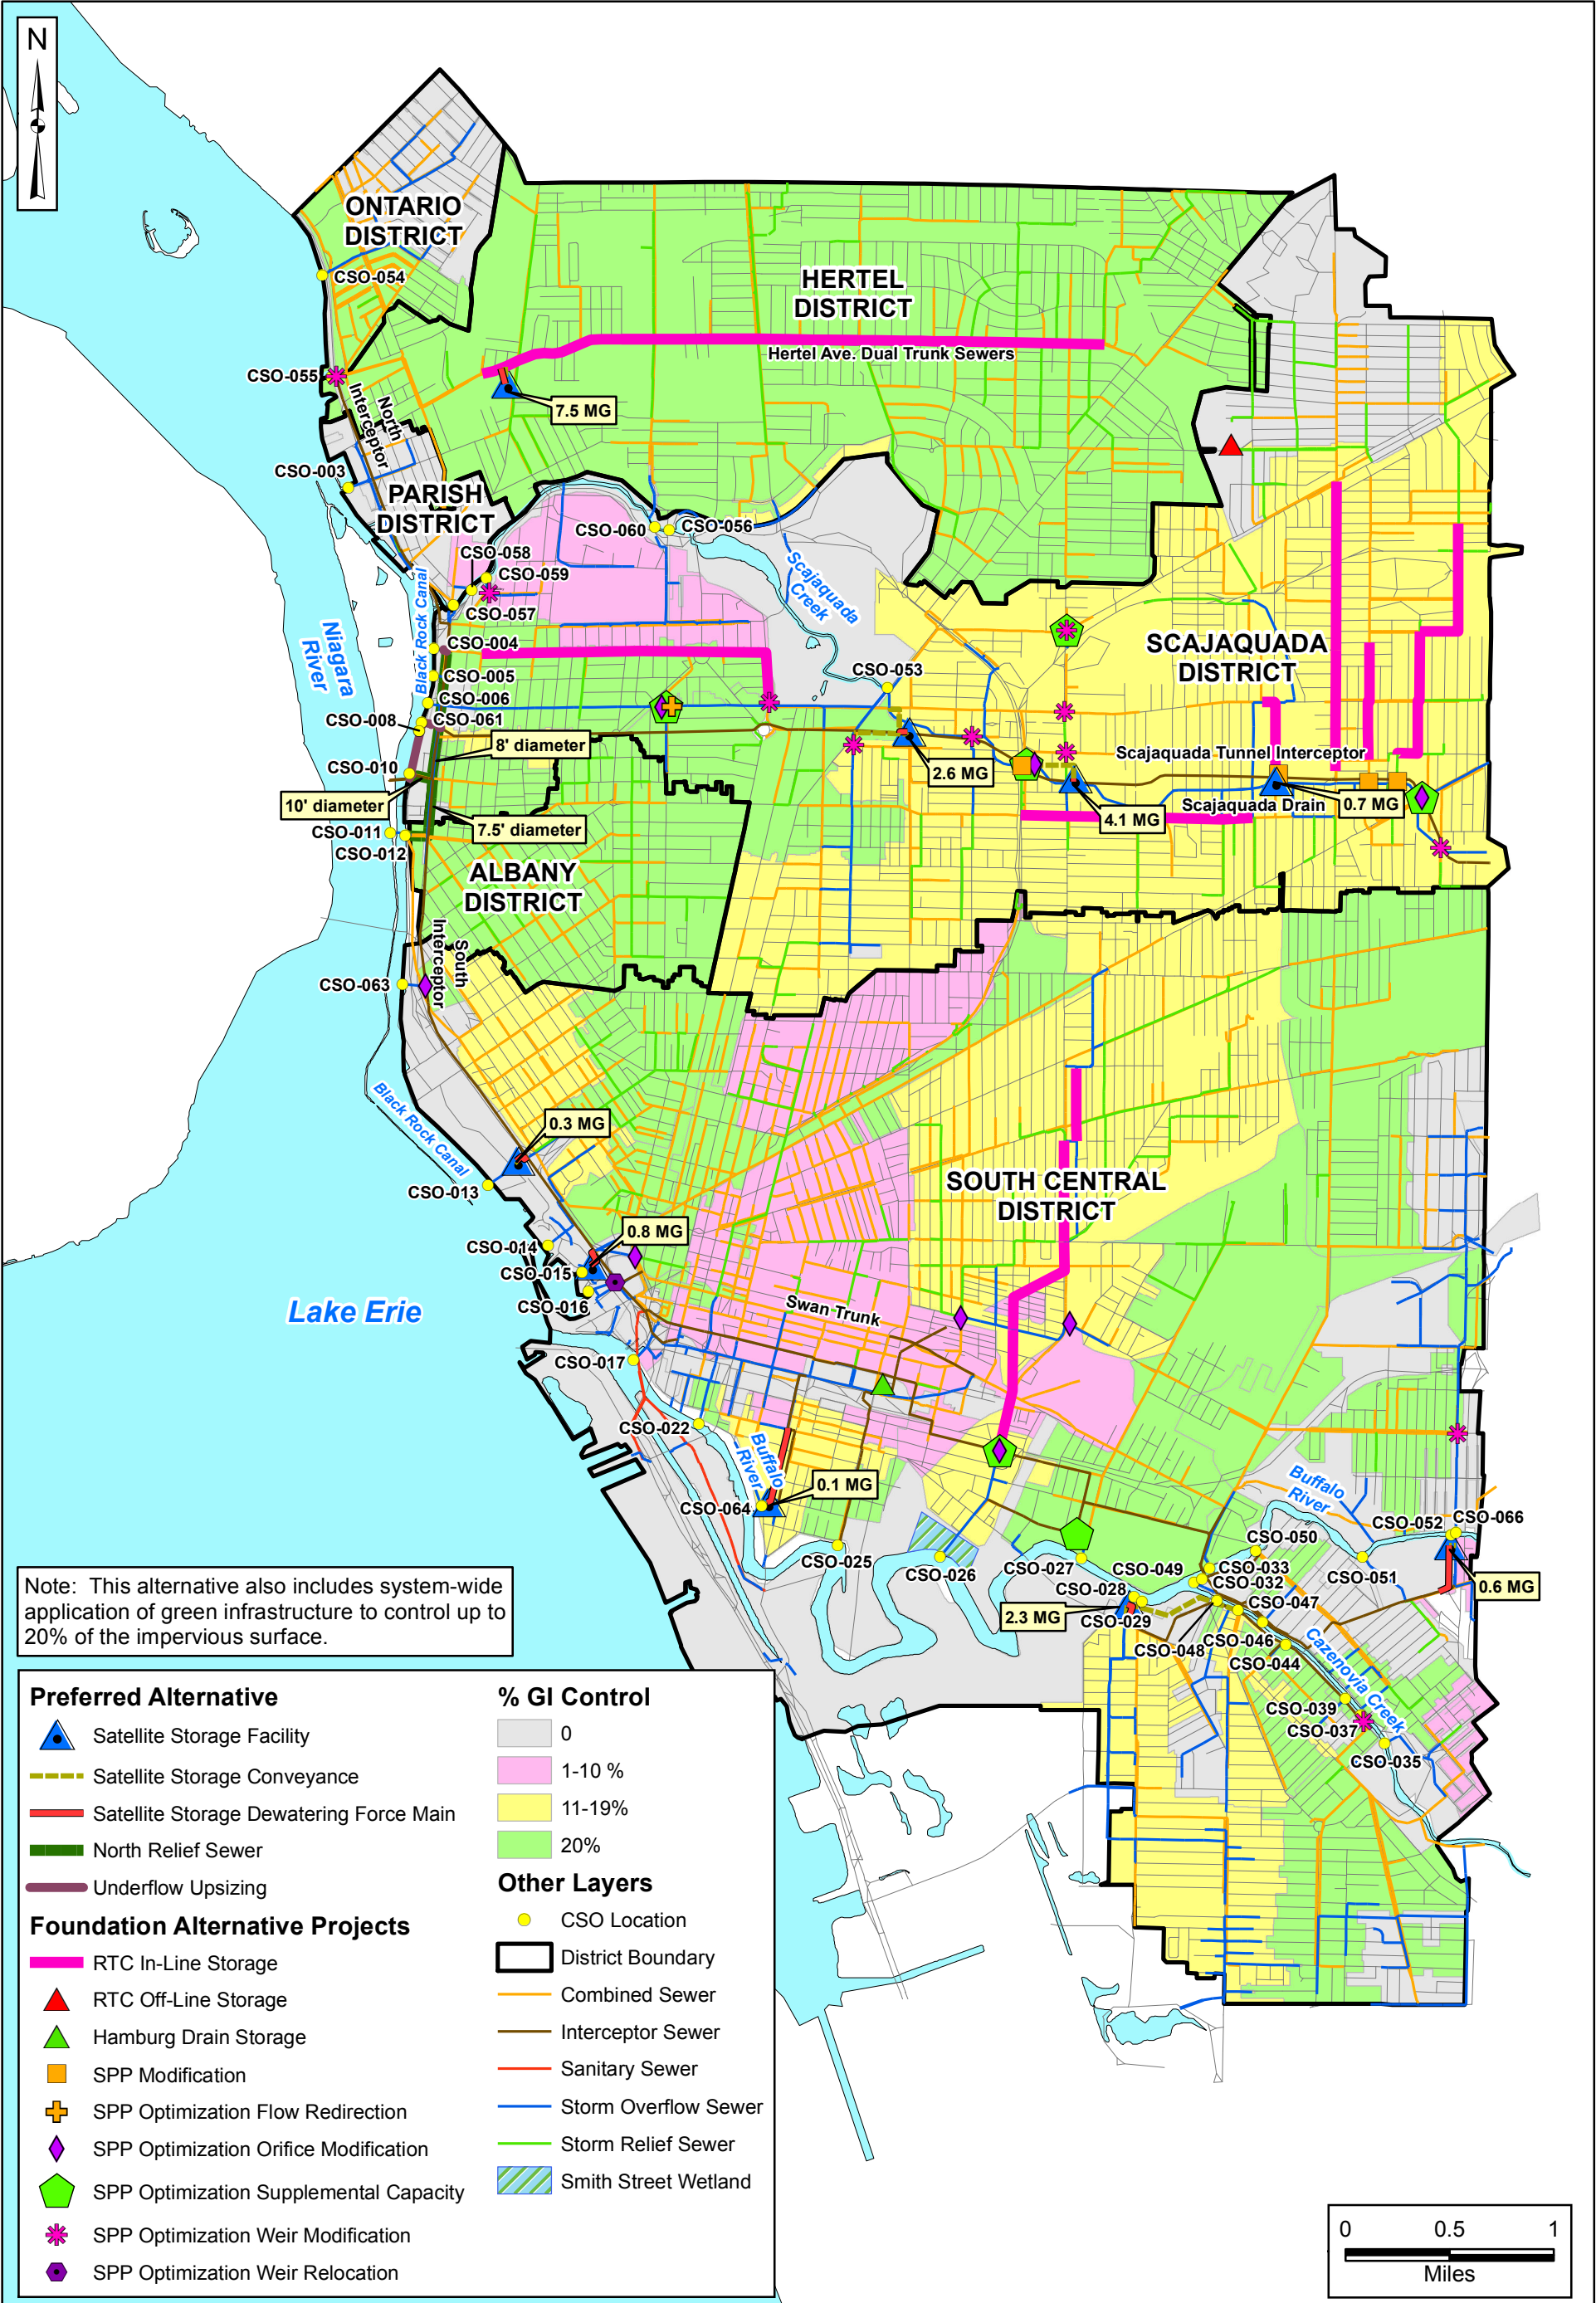 N
ONTARIO
DISTRICT
CSO-054
HERTEL
DISTRICT
Hertel Ave. Dual Trunk Sewers
CSO-055
North
Interceptor
7.5 MG
CSO-003
PARISH
DISTRICT
CSO-060
CSO-056
CSO-058
CSO-059
CSO-057
Scajaquada
Creek
Black Rock Canal
Niagara
River
CSO-004
CSO-005
CSO-006
CSO-008
CSO-061
CSO-053
SCAJAQUADA
DISTRICT
8' diameter
CSO-010
10' diameter
7.5' diameter
CSO-011
CSO-012
2.6 MG
Scajaquada Tunnel Interceptor
Scajaquada Drain
0.7 MG
4.1 MG
ALBANY
DISTRICT
South
Interceptor
CSO-063
Black Rock Canal
0.3 MG
CSO-013
SOUTH CENTRAL
DISTRICT
0.8 MG
CSO-014
CSO-015
CSO-016
Lake Erie
Swan Trunk
CSO-017
CSO-022
Buffalo
River
0.1 MG
CSO-064
CSO-025
CSO-026
CSO-027
CSO-028
CSO-029
2.3 MG
CSO-049
CSO-050
CSO-033
CSO-032
CSO-047
CSO-048
CSO-046
CSO-044
Buffalo
River
CSO-052
CSO-066
CSO-051
0.6 MG
Cazenovia Creek
CSO-039
CSO-037
CSO-035
Note: This alternative also includes system-wide
application of green infrastructure to control up to
20% of the impervious surface.
Preferred Alternative
Satellite Storage Facility
Satellite Storage Conveyance
Satellite Storage Dewatering Force Main
North Relief Sewer
Underflow Upsizing
Foundation Alternative Projects
RTC In-Line Storage
RTC Off-Line Storage
Hamburg Drain Storage
SPP Modification
SPP Optimization Flow Redirection
SPP Optimization Orifice Modification
SPP Optimization Supplemental Capacity
SPP Optimization Weir Modification
SPP Optimization Weir Relocation
% GI Control
0
1-10 %
11-19%
20%
Other Layers
CSO Location
District Boundary
Combined Sewer
Interceptor Sewer
Sanitary Sewer
Storm Overflow Sewer
Storm Relief Sewer
Smith Street Wetland
0 0.5 1
Miles